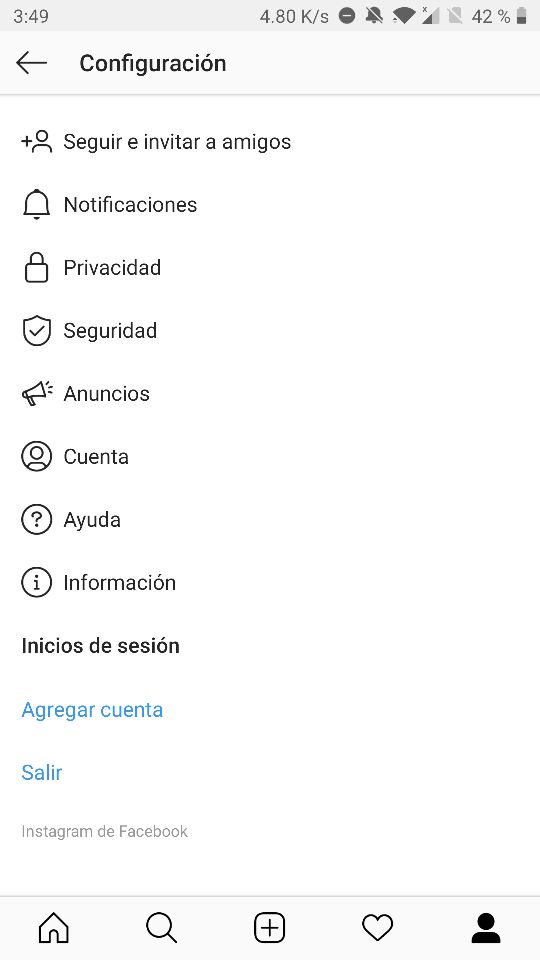 3:49
4.80 K/s
42 %
Configuración
Seguir e invitar a amigos
Notificaciones
Privacidad
Seguridad
Anuncios
Cuenta
Ayuda
Información
Inicios de sesión
Agregar cuenta
Salir
Instagram de Facebook